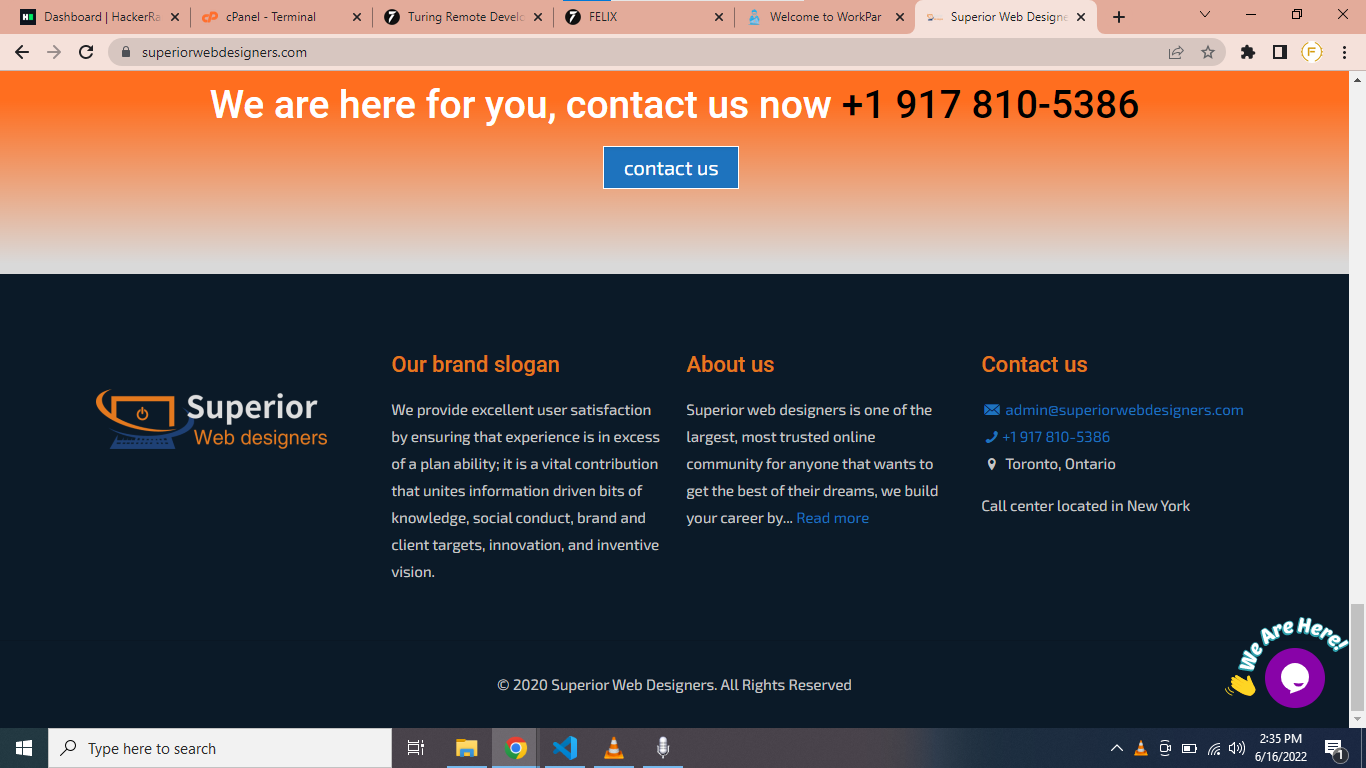 Dashboard | HackerRa
cPanel - Terminal
Turing Remote Develo
FELIX
Welcome to WorkPar
Superior Web Designe
superiorwebdesigners.com
F
We are here for you, contact us now +1 917 810-5386
contact us
Superior
Web designers
Our brand slogan
We provide excellent user satisfaction
by ensuring that experience is in excess
of a plan ability; it is a vital contribution
that unites information driven bits of
knowledge, social conduct, brand and
client targets, innovation, and inventive
vision.
About us
Superior web designers is one of the
largest, most trusted online
community for anyone that wants to
get the best of their dreams, we build
your career by... Read more
Contact us
admin@superiorwebdesigners.com
+1 917 810-5386
Toronto, Ontario
Call center located in New York
We Are Here!
© 2020 Superior Web Designers. All Rights Reserved
Type here to search
2:35 PM
6/16/2022
1